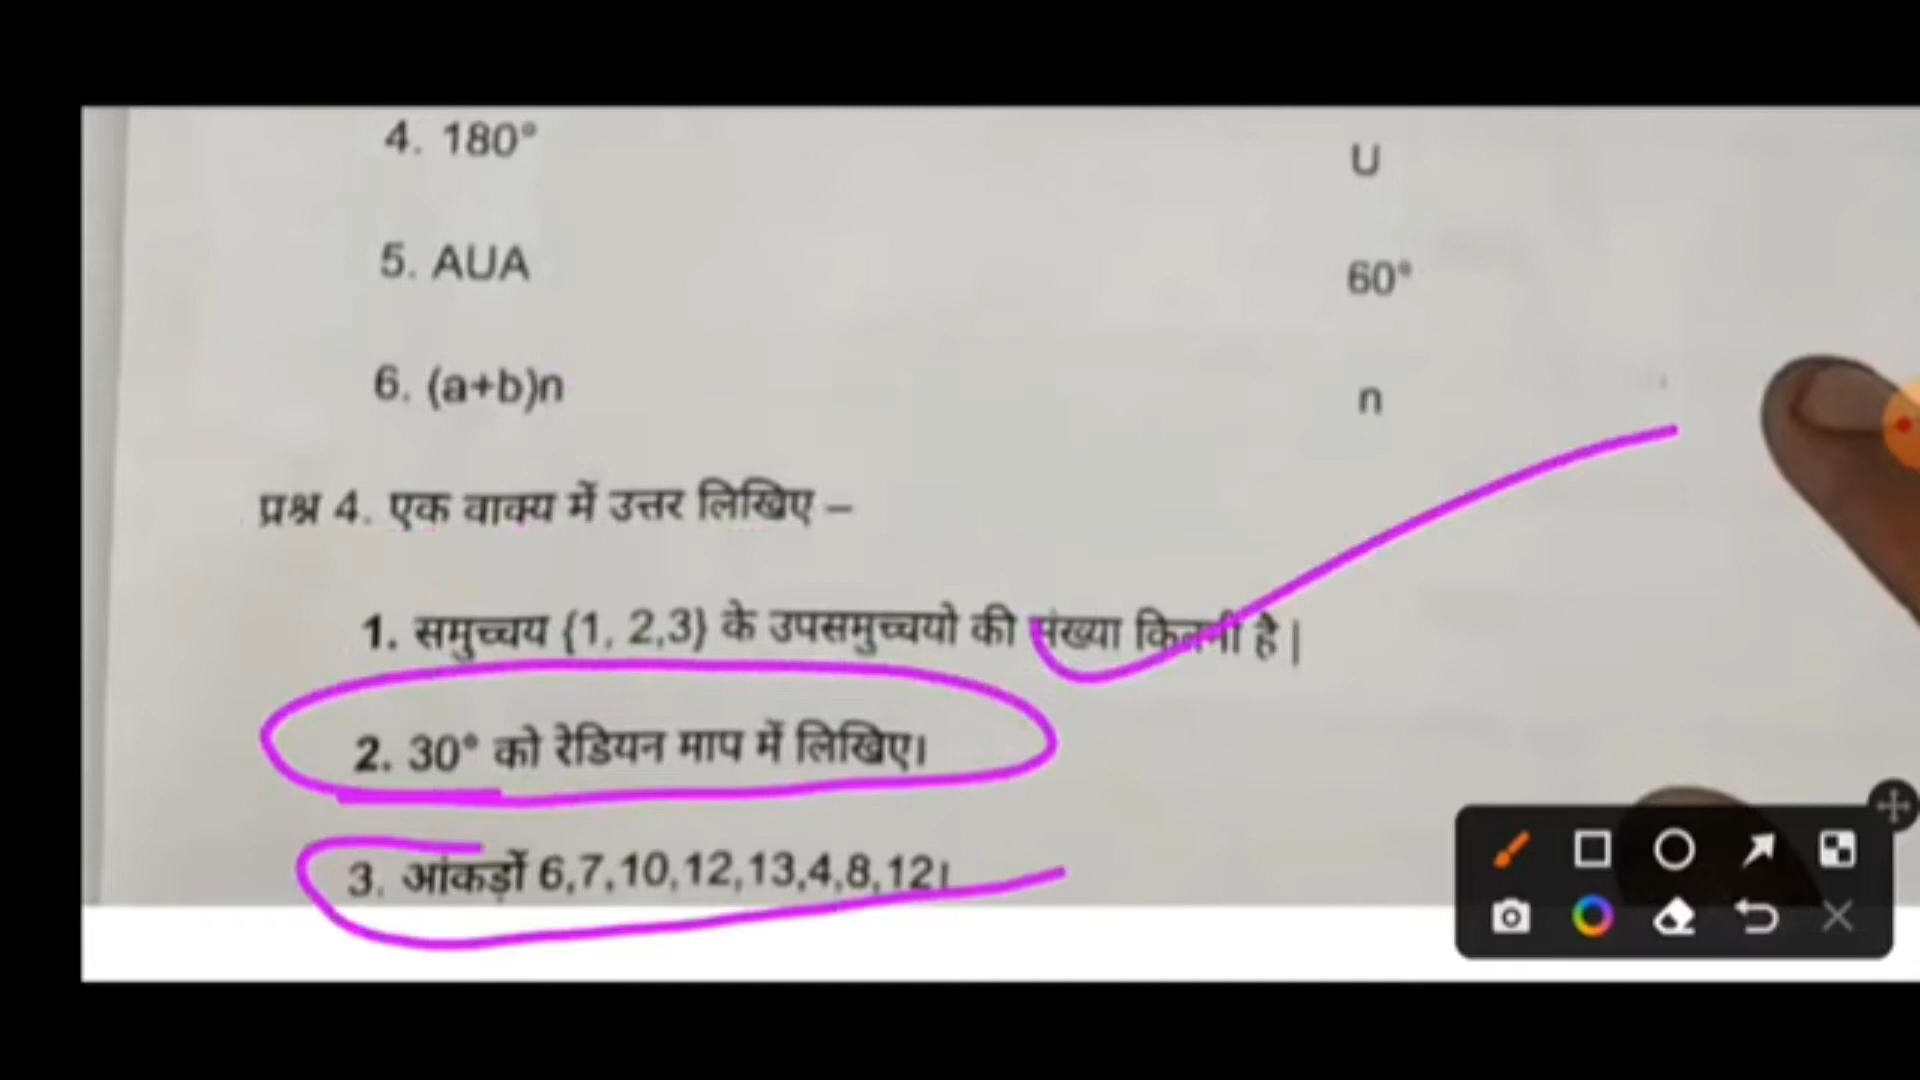 4. 180°
U
5. AUA
60°
6. (a+b)n
n
प्रश्न 4. एक वाक्य में उत्तर लिखिए –
1. समुच्चय {1, 2,3} के उपसमुच्चयो की संख्या कितनी है |
2. 30° को रेडियन माप में लिखिए।
3. आंकड़ों 6,7,10,12,13,4,8,12।